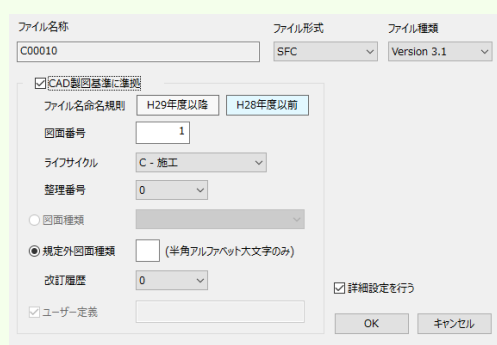 ファイル名称 ファイル形式 ファイル種類
C00010 SFC Version 3.1
CAD製図基準に準拠
ファイル名命名規則 H29年度以降 H28年度以前
図面番号 1
ライフサイクル C - 施工
整理番号 0
図面種類
規定外図面種類 (半角アルファベット大文字のみ)
改訂履歴 0
詳細設定を行う
ユーザー定義
OK キャンセル